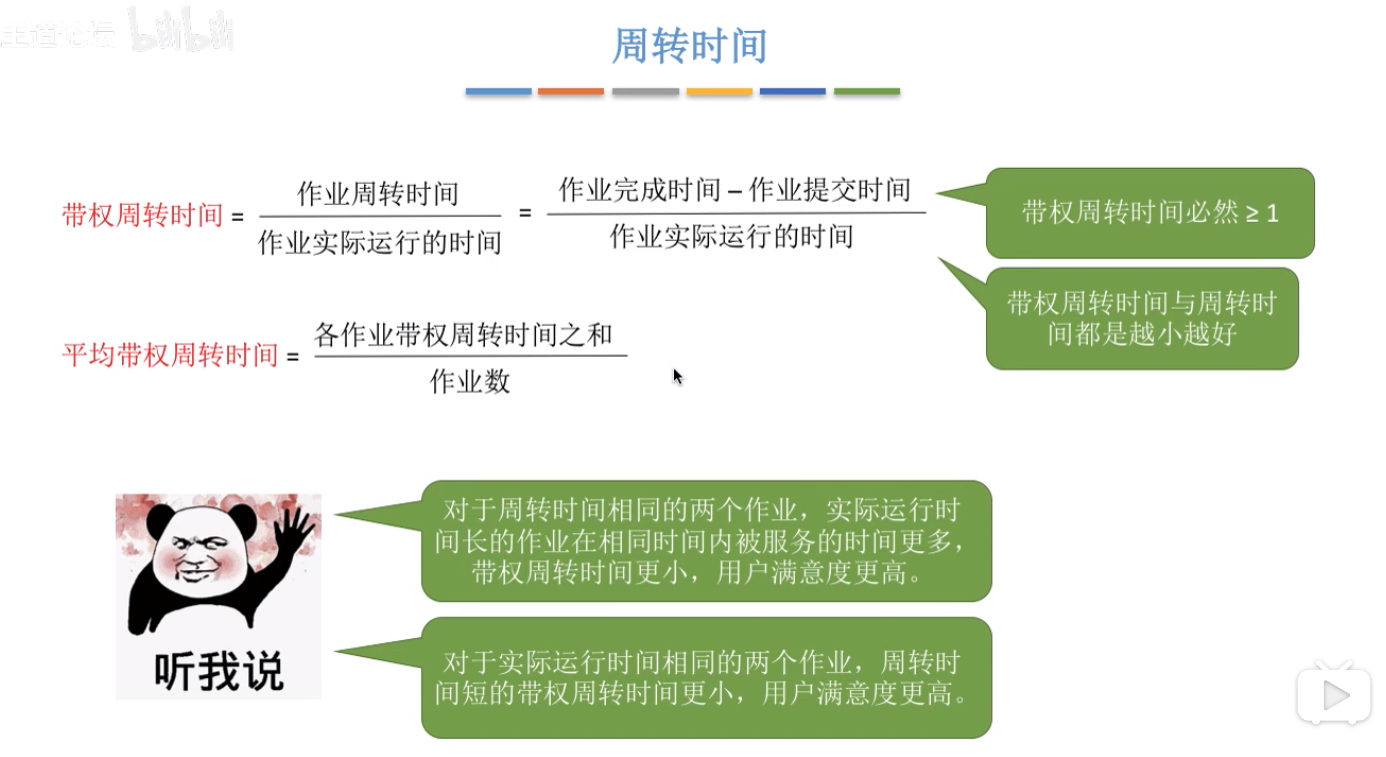 王道论坛 bilibili
周转时间
带权周转时间 = 作业周转时间 / 作业实际运行的时间 = 作业完成时间 – 作业提交时间 / 作业实际运行的时间
带权周转时间必然 ≥ 1
带权周转时间与周转时
间都是越小越好
平均带权周转时间 = 各作业带权周转时间之和 / 作业数
对于周转时间相同的两个作业，实际运行时
间长的作业在相同时间内被服务的时间更多，
带权周转时间更小，用户满意度更高。
听我说
对于实际运行时间相同的两个作业，周转时
间短的带权周转时间更小，用户满意度更高。